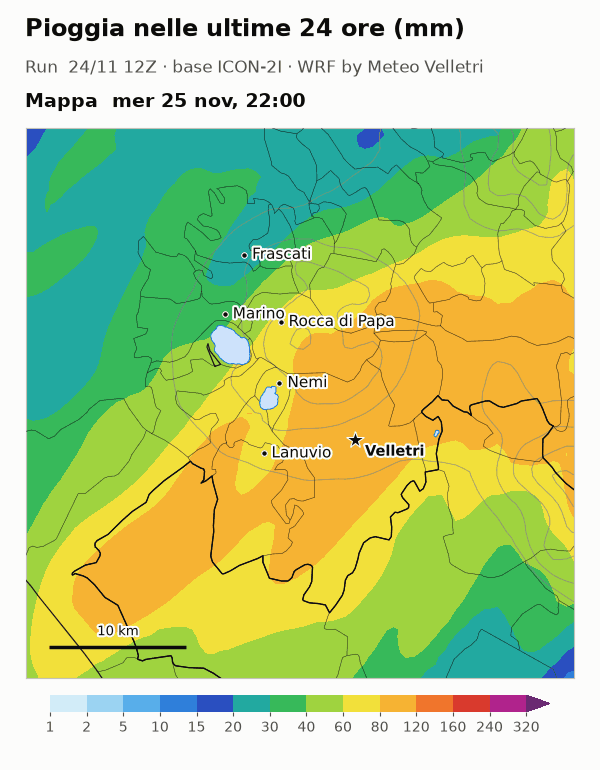 Pioggia nelle ultime 24 ore (mm)
Run 24/11 12Z · base ICON-2I · WRF by Meteo Velletri
Mappa mer 25 nov, 22:00
Frascati
Marino
Rocca di Papa
Nemi
Velletri
Lanuvio
10 km
1 2 5 10 15 20 30 40 60 80 120 160 240 320